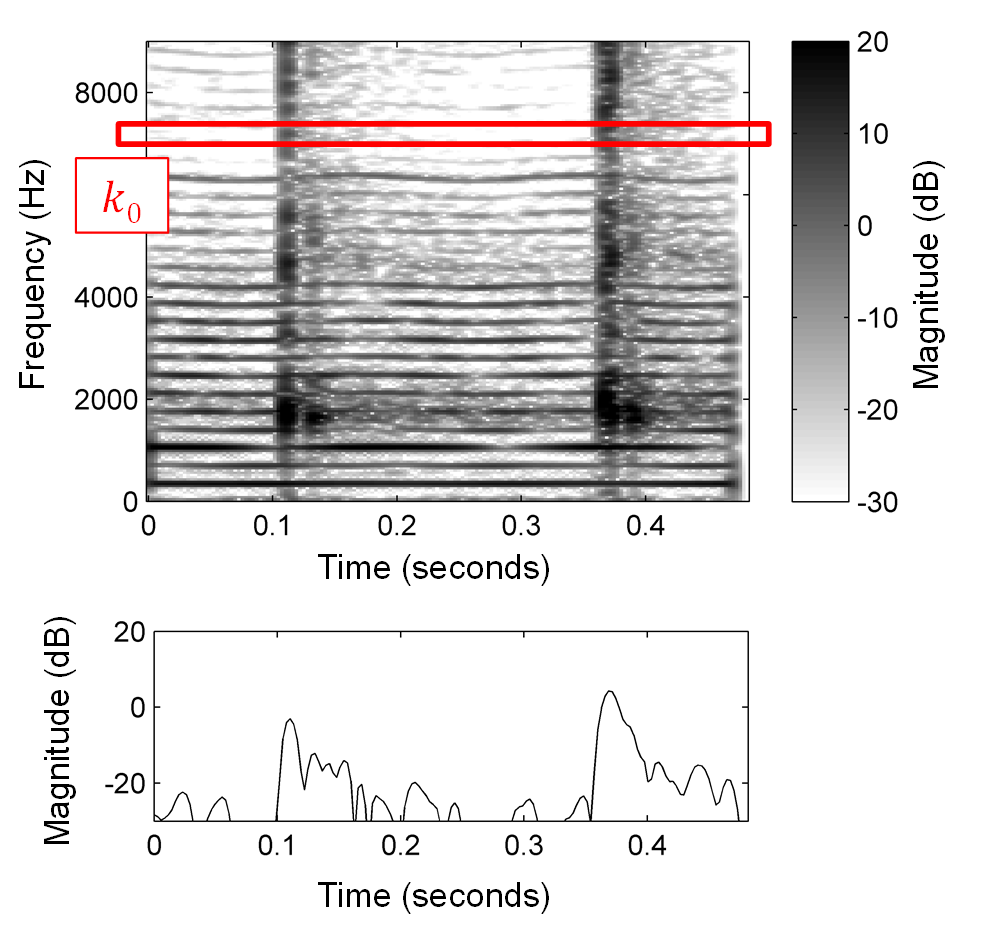 8000
4000
2000
0
Frequency (Hz)
k0
0 0.1 0.2 0.3 0.4
Time (seconds)
20
10
0
-10
-20
-30
Magnitude (dB)
20
0
-20
Magnitude (dB)
0 0.1 0.2 0.3 0.4
Time (seconds)